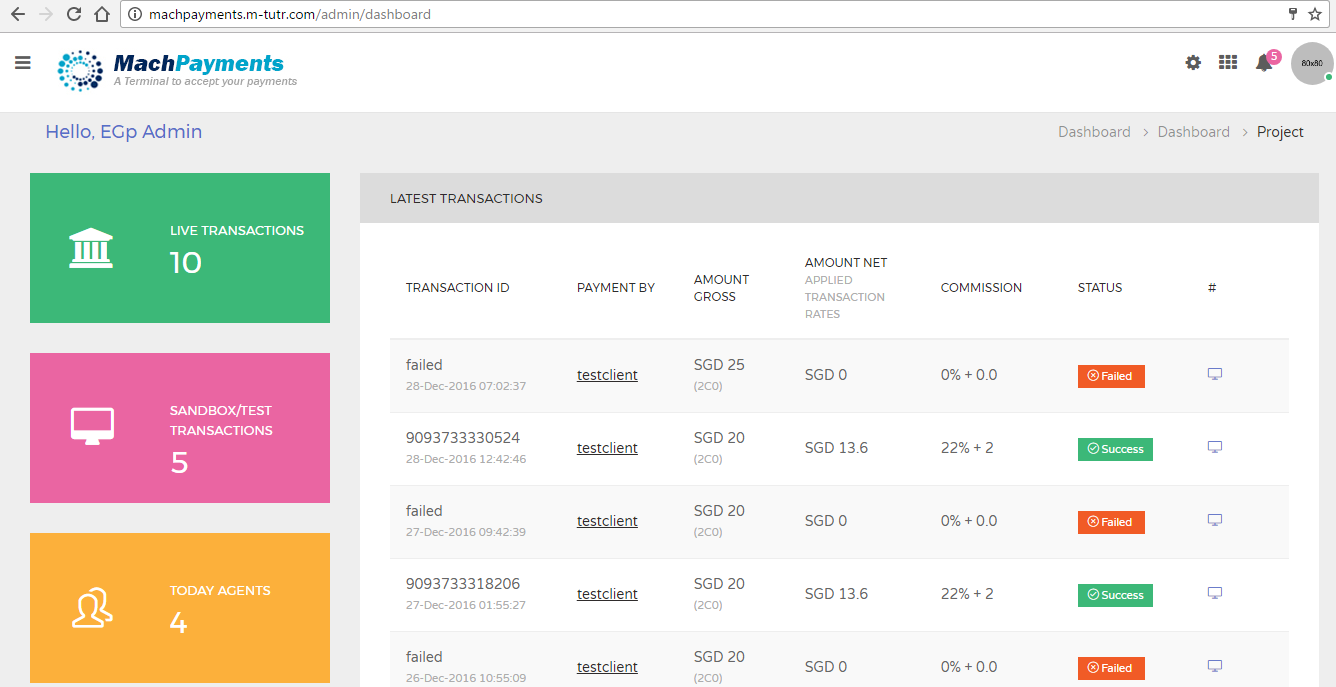 machpayments.m-tutr.com/admin/dashboard
MachPayments
A Terminal to accept your payments
5
80x80
Hello, EGp Admin
Dashboard > Dashboard > Project
LIVE TRANSACTIONS
10
SANDBOX/TEST
TRANSACTIONS
5
TODAY AGENTS
4
LATEST TRANSACTIONS
TRANSACTION ID PAYMENT BY AMOUNT GROSS AMOUNT NET APPLIED TRANSACTION RATES COMMISSION STATUS #
failed testclient SGD 25 SGD 0 0% + 0.0 Failed
28-Dec-2016 07:02:37 (2C0)
9093733330524 testclient SGD 20 SGD 13.6 22% + 2 Success
28-Dec-2016 12:42:46 (2C0)
failed testclient SGD 20 SGD 0 0% + 0.0 Failed
27-Dec-2016 09:42:39 (2C0)
9093733318206 testclient SGD 20 SGD 13.6 22% + 2 Success
27-Dec-2016 01:55:27 (2C0)
failed testclient SGD 20 SGD 0 0% + 0.0 Failed
26-Dec-2016 10:55:09 (2C0)